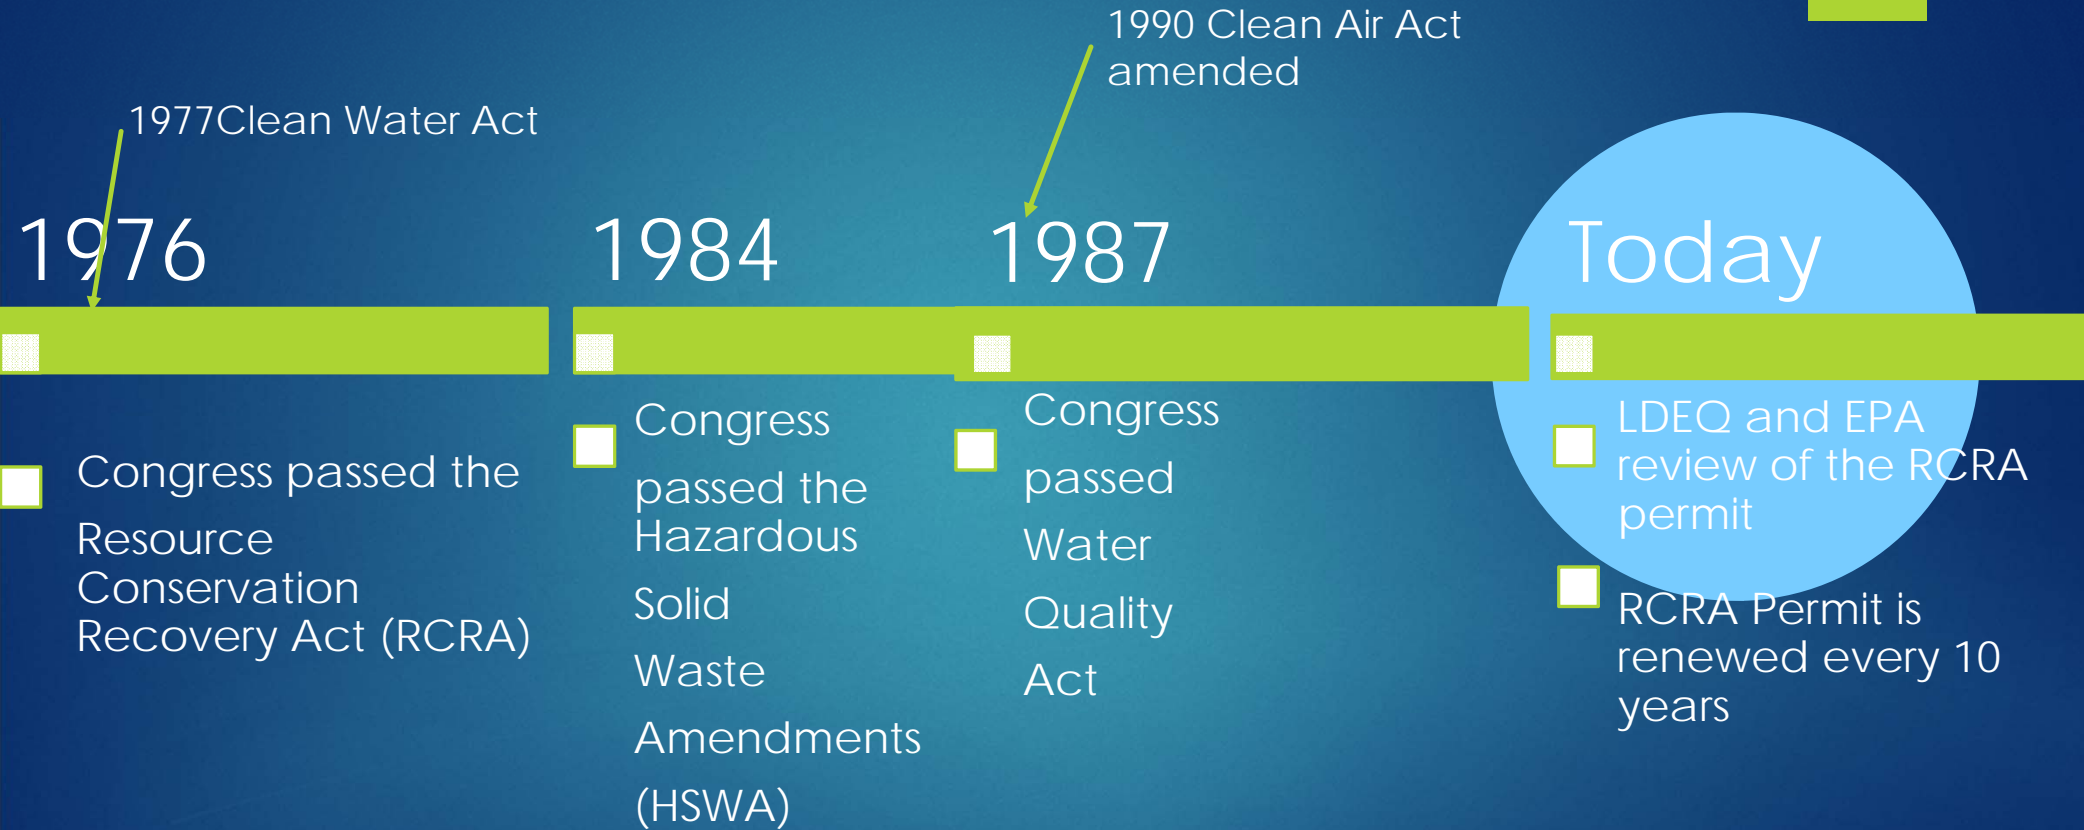 1990 Clean Air Act
amended
1977Clean Water Act
1976
1984
1987
Today
Congress passed the
Resource
Conservation
Recovery Act (RCRA)
Congress
passed the
Hazardous
Solid
Waste
Amendments
(HSWA)
Congress
passed
Water
Quality
Act
LDEQ and EPA
review of the RCRA
permit
RCRA Permit is
renewed every 10
years